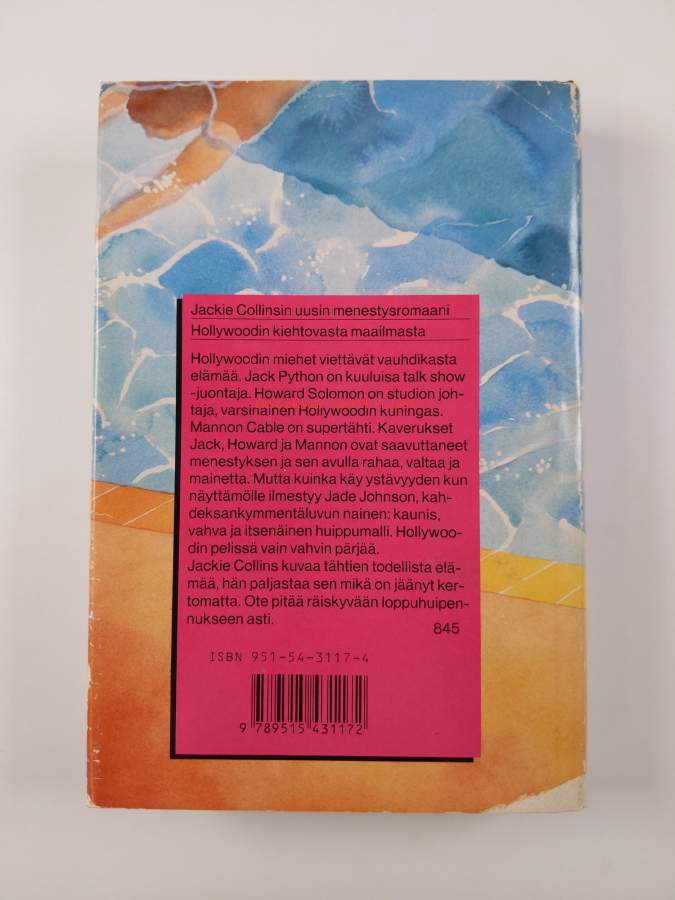 Jackie Collinsin uusin menestysromaani
Hollywoodin kiehtovasta maailmasta
Hollywoodin miehet viettävät vauhdikasta
elämää. Jack Python on kuuluisa talk show
-juontaja. Howard Solomon on studion joh-
taja, varsinainen Hollywoodin kuningas.
Mannon Cable on supertähti. Kaverukset
Jack, Howard ja Mannon ovat saavuttaneet
menestyksen ja sen avulla rahaa, valtaa ja
mainetta. Mutta kuinka käy ystävyyden kun
näyttämölle ilmestyy Jade Johnson, kah-
deksankymmentäluvun nainen: kaunis,
vahva ja itsenäinen huippumalli. Hollywoo-
din pelissä vain vahvin pärjää.
Jackie Collins kuvaa tähtien todellista elä-
mää, hän paljastaa sen mikä on jäänyt ker-
tomatta. Ote pitää räiskyvään loppuhuipen-
nukseen asti.
845
ISBN 951-54-3117-4
9 789515 431172